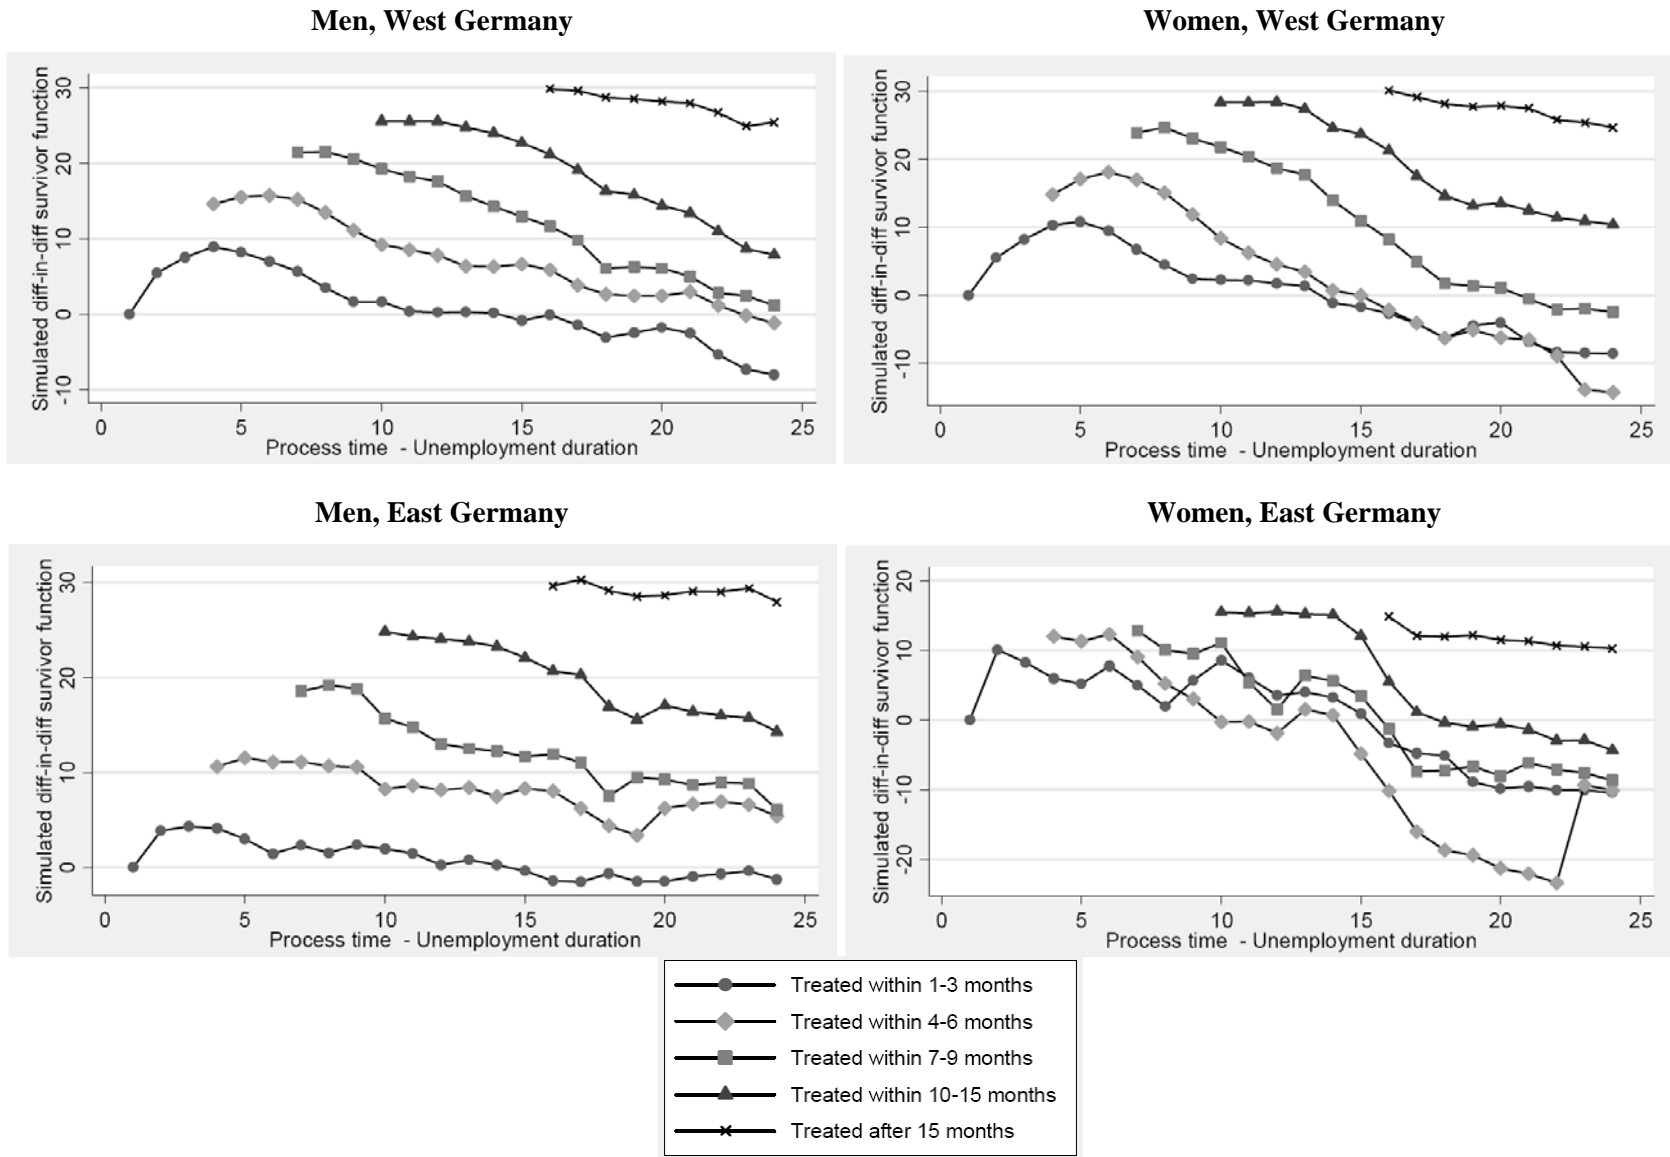 Men, West Germany
Women, West Germany
Simulated diff-in-diff survivor function
30
20
10
0
-10
0 5 10 15 20 25
Process time - Unemployment duration
Simulated diff-in-diff survivor function
30
20
10
0
-10
0 5 10 15 20 25
Process time - Unemployment duration
Men, East Germany
Women, East Germany
Simulated diff-in-diff survivor function
30
20
10
0
0 5 10 15 20 25
Process time - Unemployment duration
Simulated diff-in-diff survivor function
20
10
0
-10
-20
0 5 10 15 20 25
Process time - Unemployment duration
Treated within 1-3 months
Treated within 4-6 months
Treated within 7-9 months
Treated within 10-15 months
Treated after 15 months